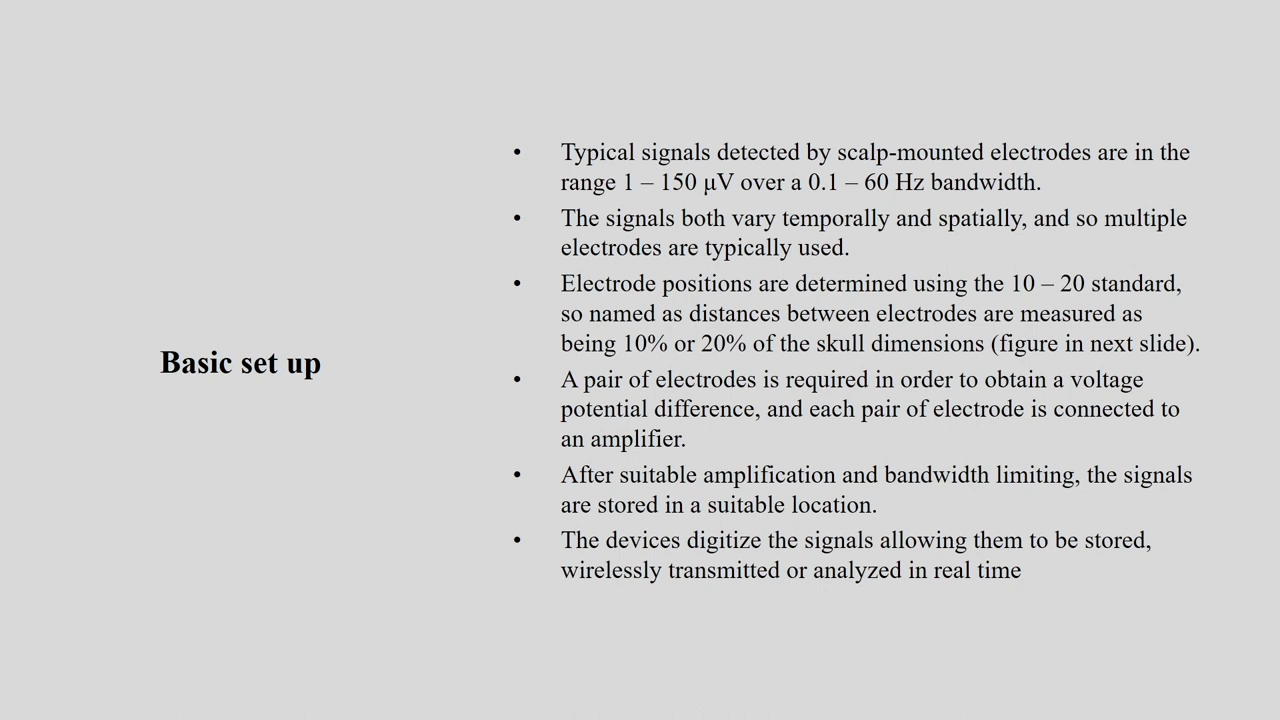 Basic set up
• Typical signals detected by scalp-mounted electrodes are in the
range 1 – 150 μV over a 0.1 – 60 Hz bandwidth.
• The signals both vary temporally and spatially, and so multiple
electrodes are typically used.
• Electrode positions are determined using the 10 – 20 standard,
so named as distances between electrodes are measured as
being 10% or 20% of the skull dimensions (figure in next slide).
• A pair of electrodes is required in order to obtain a voltage
potential difference, and each pair of electrode is connected to
an amplifier.
• After suitable amplification and bandwidth limiting, the signals
are stored in a suitable location.
• The devices digitize the signals allowing them to be stored,
wirelessly transmitted or analyzed in real time